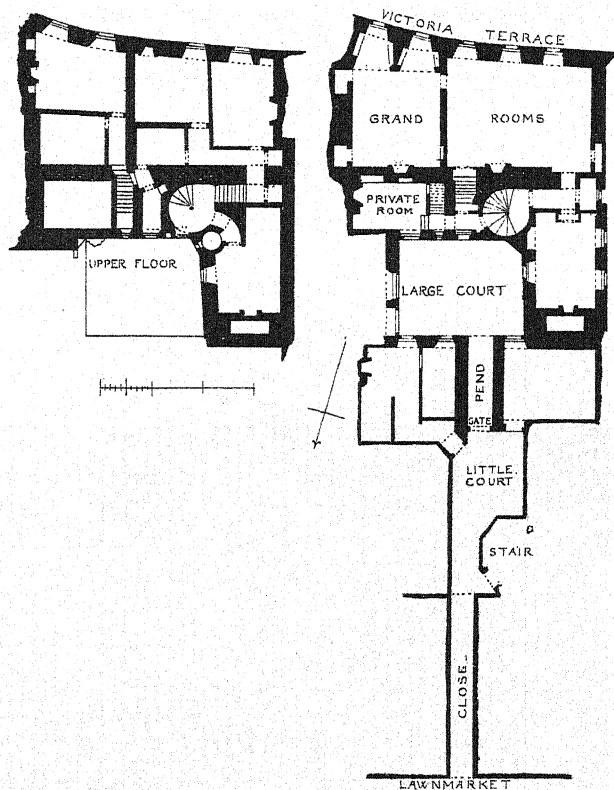 VICTORIA TERRACE
GRAND ROOMS
PRIVATE
ROOM
UPPER FLOOR
LARGE COURT
PEND
GATE
LITTLE
COURT
STAIR
CLOSE
LAWNMARKET